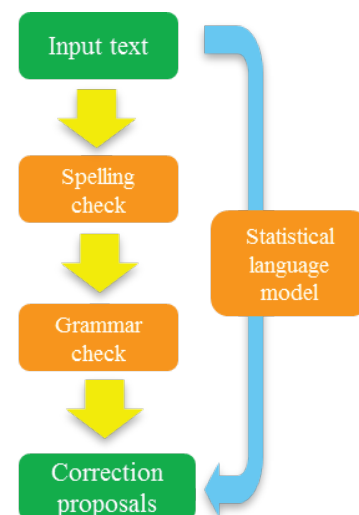 Input text
Spelling
check
Statistical
language
model
Grammar
check
Correction
proposals